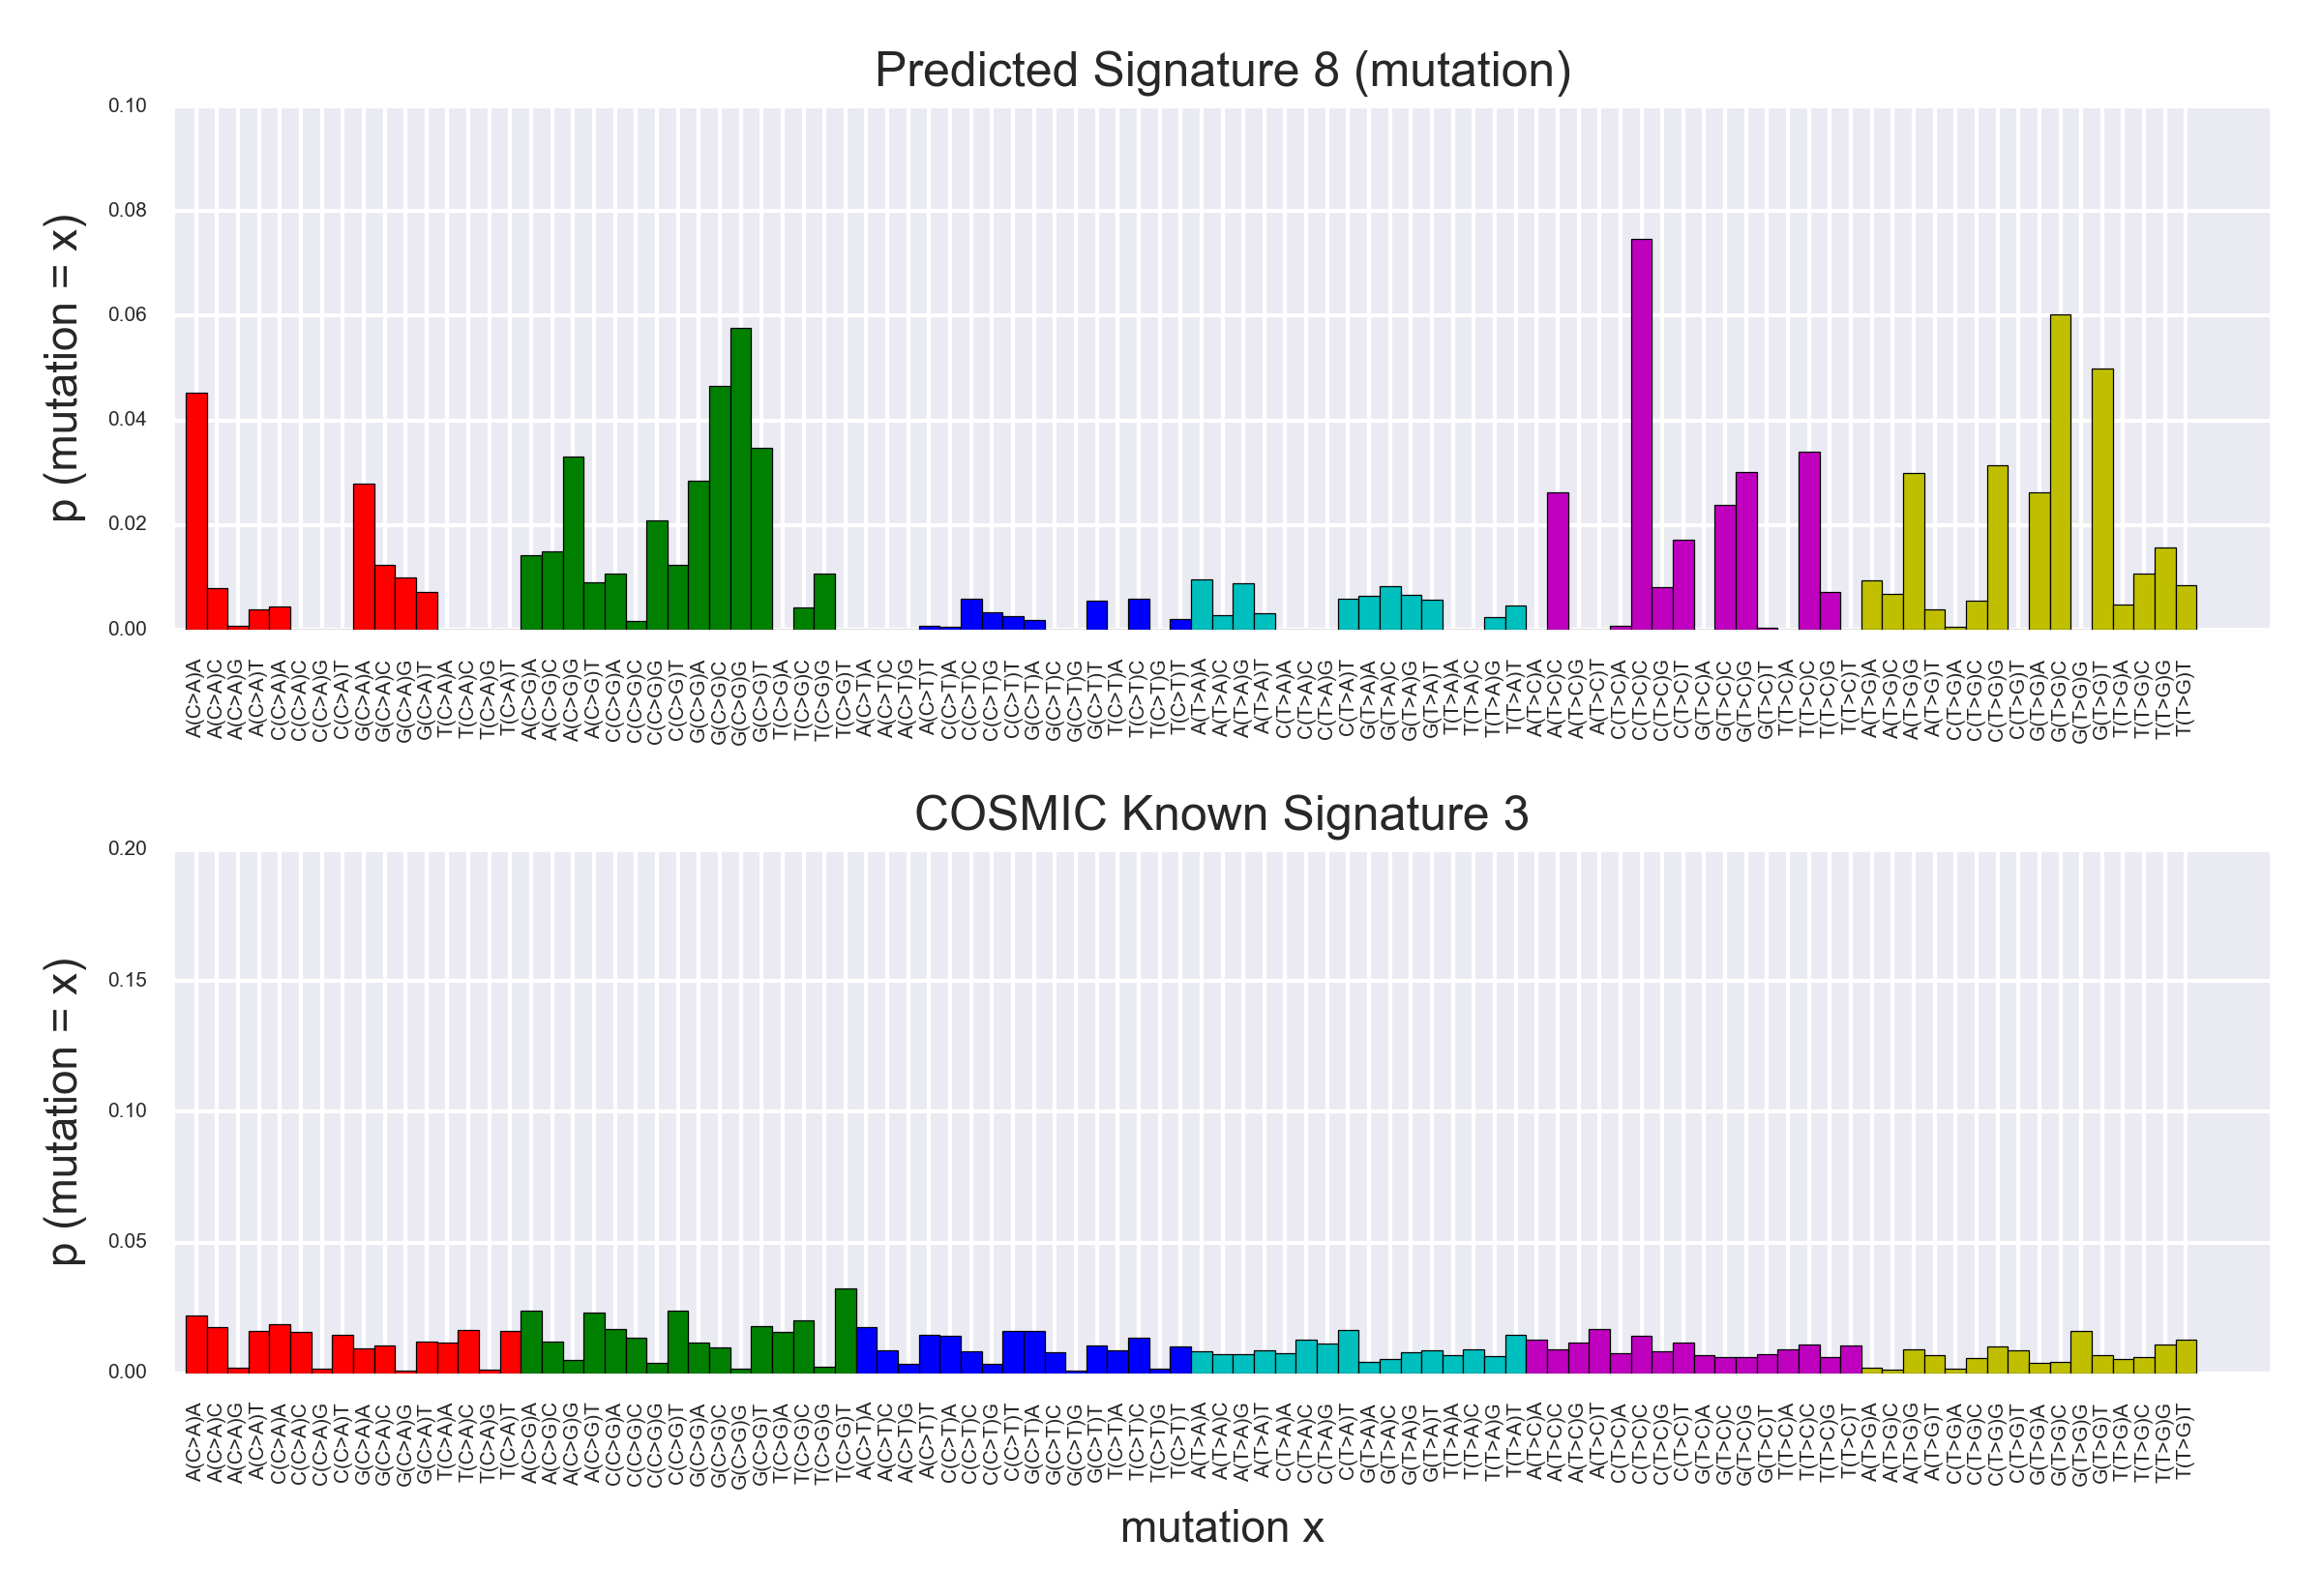 Predicted Signature 8 (mutation)
p (mutation = x)
0.10
0.08
0.06
0.04
0.02
0.00
A(C>A)A A(C>A)C A(C>A)G A(C>A)T C(C>A)A C(C>A)C C(C>A)G C(C>A)T G(C>A)A G(C>A)C G(C>A)G G(C>A)T T(C>A)A T(C>A)C T(C>A)G T(C>A)T A(C>G)A A(C>G)C A(C>G)G A(C>G)T C(C>G)A C(C>G)C C(C>G)G C(C>G)T G(C>G)A G(C>G)C G(C>G)G G(C>G)T T(C>G)A T(C>G)C T(C>G)G T(C>G)T A(C>T)A A(C>T)C A(C>T)G A(C>T)T C(C>T)A C(C>T)C C(C>T)G C(C>T)T G(C>T)A G(C>T)C G(C>T)G G(C>T)T T(C>T)A T(C>T)C T(C>T)G T(C>T)T A(T>A)A A(T>A)C A(T>A)G A(T>A)T C(T>A)A C(T>A)C C(T>A)G C(T>A)T G(T>A)A G(T>A)C G(T>A)G G(T>A)T T(T>A)A T(T>A)C T(T>A)G T(T>A)T A(T>C)A A(T>C)C A(T>C)G A(T>C)T C(T>C)A C(T>C)C C(T>C)G C(T>C)T G(T>C)A G(T>C)C G(T>C)G G(T>C)T T(T>C)A T(T>C)C T(T>C)G T(T>C)T A(T>G)A A(T>G)C A(T>G)G A(T>G)T C(T>G)A C(T>G)C C(T>G)G C(T>G)T G(T>G)A G(T>G)C G(T>G)G G(T>G)T T(T>G)A T(T>G)C T(T>G)G T(T>G)T
COSMIC Known Signature 3
p (mutation = x)
0.20
0.15
0.10
0.05
0.00
A(C>A)A A(C>A)C A(C>A)G A(C>A)T C(C>A)A C(C>A)C C(C>A)G C(C>A)T G(C>A)A G(C>A)C G(C>A)G G(C>A)T T(C>A)A T(C>A)C T(C>A)G T(C>A)T A(C>G)A A(C>G)C A(C>G)G A(C>G)T C(C>G)A C(C>G)C C(C>G)G C(C>G)T G(C>G)A G(C>G)C G(C>G)G G(C>G)T T(C>G)A T(C>G)C T(C>G)G T(C>G)T A(C>T)A A(C>T)C A(C>T)G A(C>T)T C(C>T)A C(C>T)C C(C>T)G C(C>T)T G(C>T)A G(C>T)C G(C>T)G G(C>T)T T(C>T)A T(C>T)C T(C>T)G T(C>T)T A(T>A)A A(T>A)C A(T>A)G A(T>A)T C(T>A)A C(T>A)C C(T>A)G C(T>A)T G(T>A)A G(T>A)C G(T>A)G G(T>A)T T(T>A)A T(T>A)C T(T>A)G T(T>A)T A(T>C)A A(T>C)C A(T>C)G A(T>C)T C(T>C)A C(T>C)C C(T>C)G C(T>C)T G(T>C)A G(T>C)C G(T>C)G G(T>C)T T(T>C)A T(T>C)C T(T>C)G T(T>C)T A(T>G)A A(T>G)C A(T>G)G A(T>G)T C(T>G)A C(T>G)C C(T>G)G C(T>G)T G(T>G)A G(T>G)C G(T>G)G G(T>G)T T(T>G)A T(T>G)C T(T>G)G T(T>G)T
mutation x